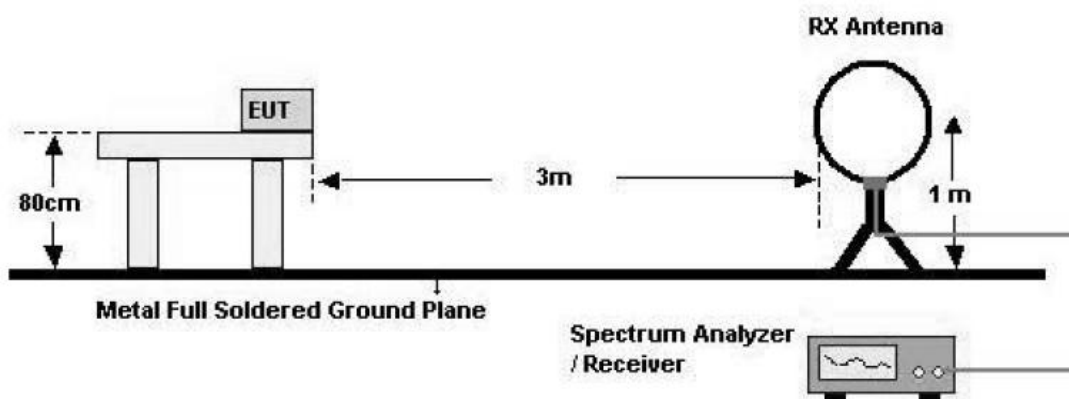 RX Antenna
EUT
3m
80cm
1 m
Metal Full Soldered Ground Plane
Spectrum Analyzer
/ Receiver